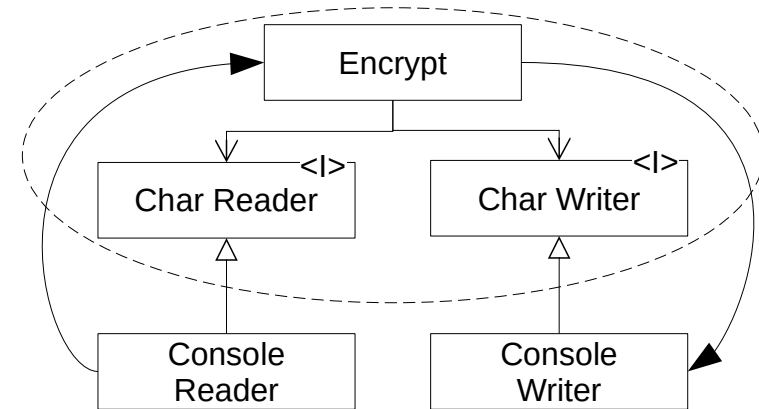 Encrypt
<I>
Char Reader
<I>
Char Writer
Console
Reader
Console
Writer